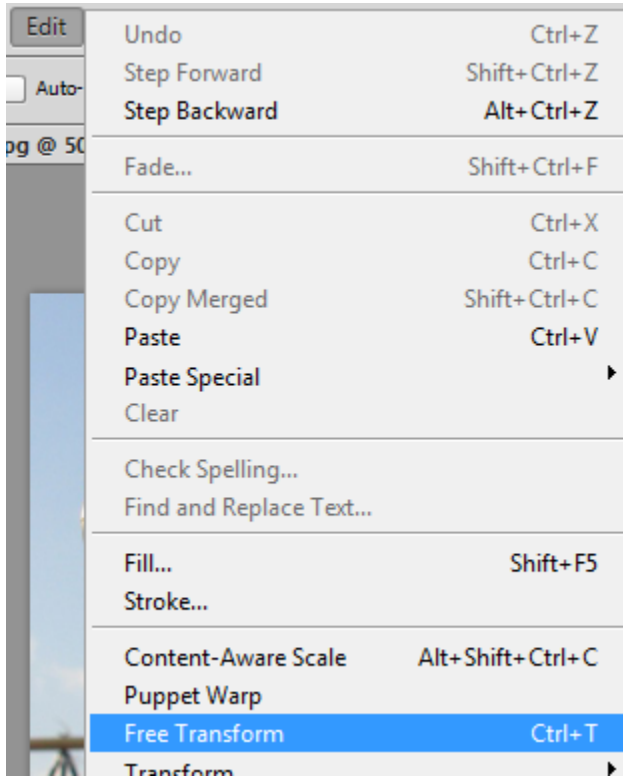 Edit
Auto-
pg @ 50
Undo Ctrl+Z
Step Forward Shift+Ctrl+Z
Step Backward Alt+Ctrl+Z
Fade... Shift+Ctrl+F
Cut Ctrl+X
Copy Ctrl+C
Copy Merged Shift+Ctrl+C
Paste Ctrl+V
Paste Special
Clear
Check Spelling...
Find and Replace Text...
Fill... Shift+F5
Stroke...
Content-Aware Scale Alt+Shift+Ctrl+C
Puppet Warp
Free Transform Ctrl+T
Transform